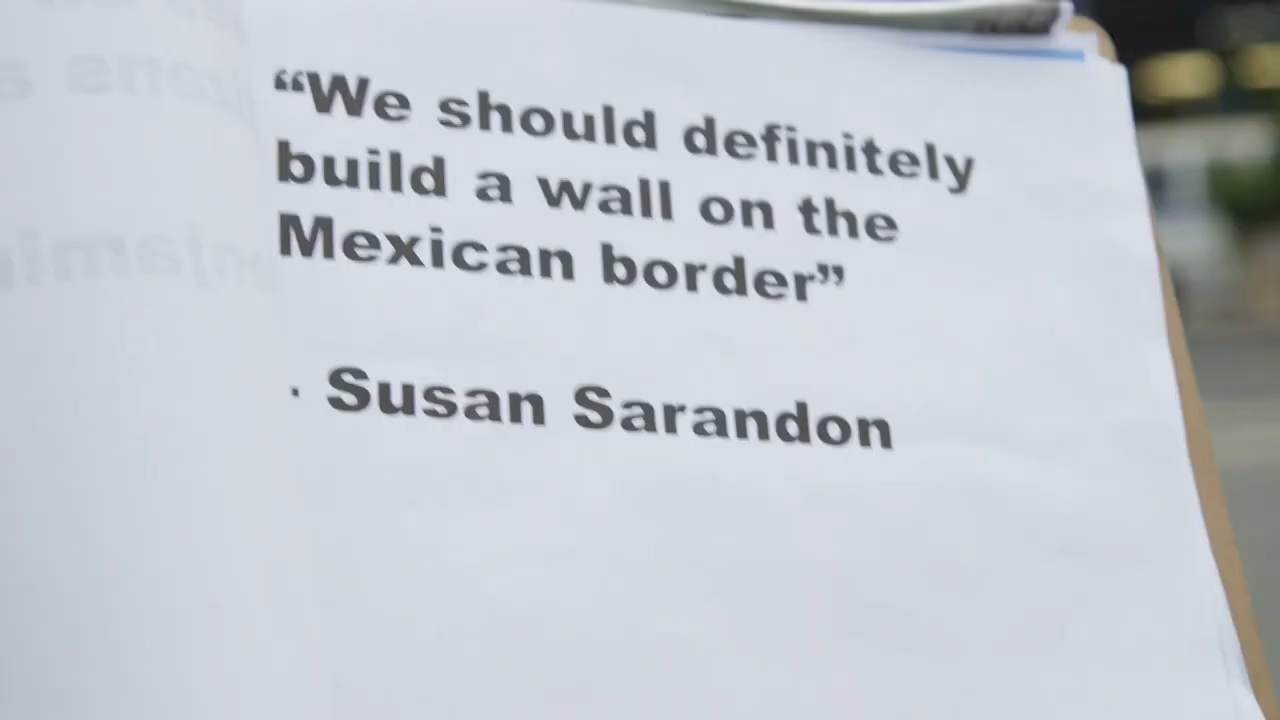 “We should definitely
build a wall on the
Mexican border”
· Susan Sarandon